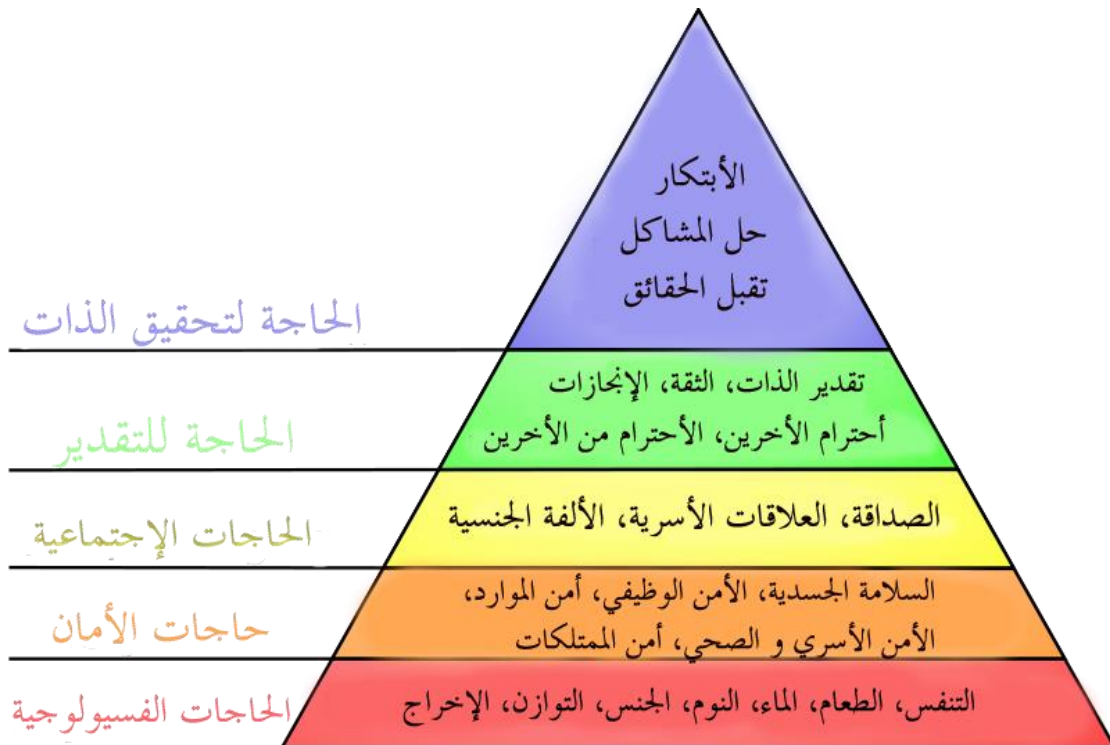 الأبتكار
حل المشاكل
تقبل الحقائق
الحاجة لتحقيق الذات
تقدير الذات، الثقة، الإنجازات
أحترام الأخرين، الأحترام من الأخرين
الحاجة للتقدير
الصداقة، العلاقات الأسرية، الألفة الجنسية
الحاجات الإجتماعية
السلامة الجسدية، الأمن الوظيفي، أمن الموارد،
الأمن الأسري و الصحي، أمن الممتلكات
حاجات الأمان
التنفس، الطعام، الماء، النوم، الجنس، التوازن، الإخراج
الحاجات الفسيولوجية